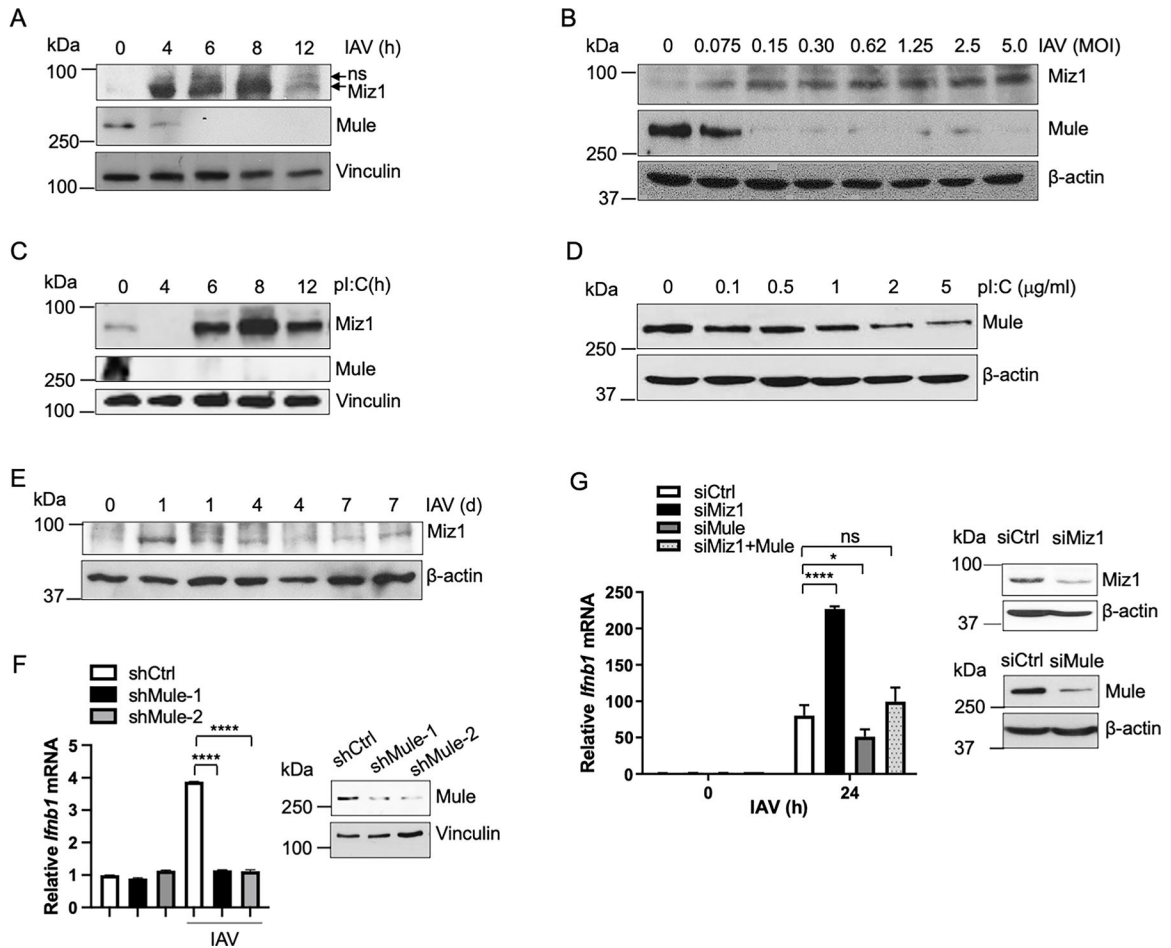 A
kDa 0 4 6 8 12 IAV (h)
100
ns
Miz1
Mule
250
Vinculin
100
B
kDa 0 0.075 0.15 0.30 0.62 1.25 2.5 5.0 IAV (MOI)
100
Miz1
Mule
250
β-actin
37
C
kDa 0 4 6 8 12 pI:C(h)
100
Miz1
Mule
250
Vinculin
100
D
kDa 0 0.1 0.5 1 2 5 pI:C (μg/ml)
Mule
250
β-actin
37
E
kDa 0 1 1 4 4 7 7 IAV (d)
100
Miz1
β-actin
37
F
shCtrl
shMule-1
shMule-2
Relative Ifnb1 mRNA
5
4
3
2
1
0
****
****
IAV
kDa shCtrl shMule-1 shMule-2
Mule
250
Vinculin
100
G
siCtrl
siMiz1
siMule
siMiz1+Mule
ns
*
****
Relative Ifnb1 mRNA
250
200
150
100
50
0
0 24
IAV (h)
kDa siCtrl siMiz1
100
Miz1
β-actin
37
kDa siCtrl siMule
Mule
250
β-actin
37